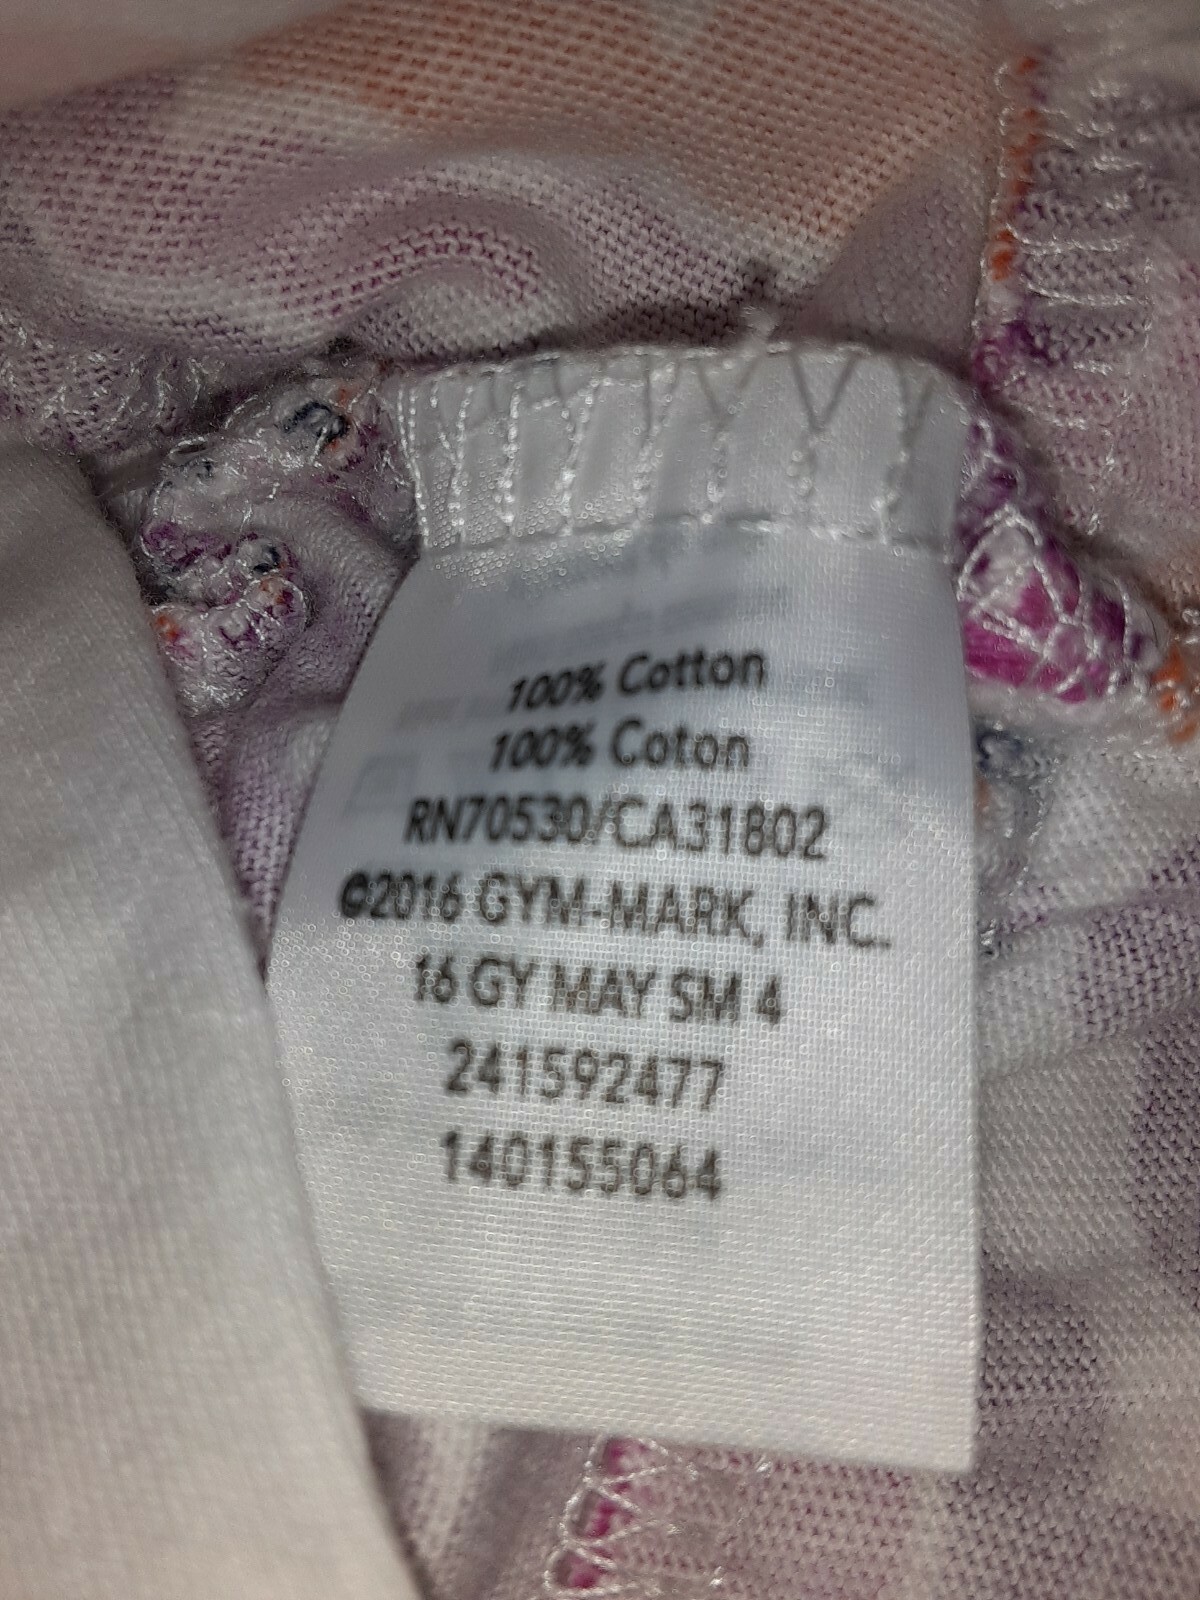 100% Cotton
100% Coton
RN70530/CA31802
©2016 GYM-MARK, INC.
16 GY MAY SM 4
241592477
140155064